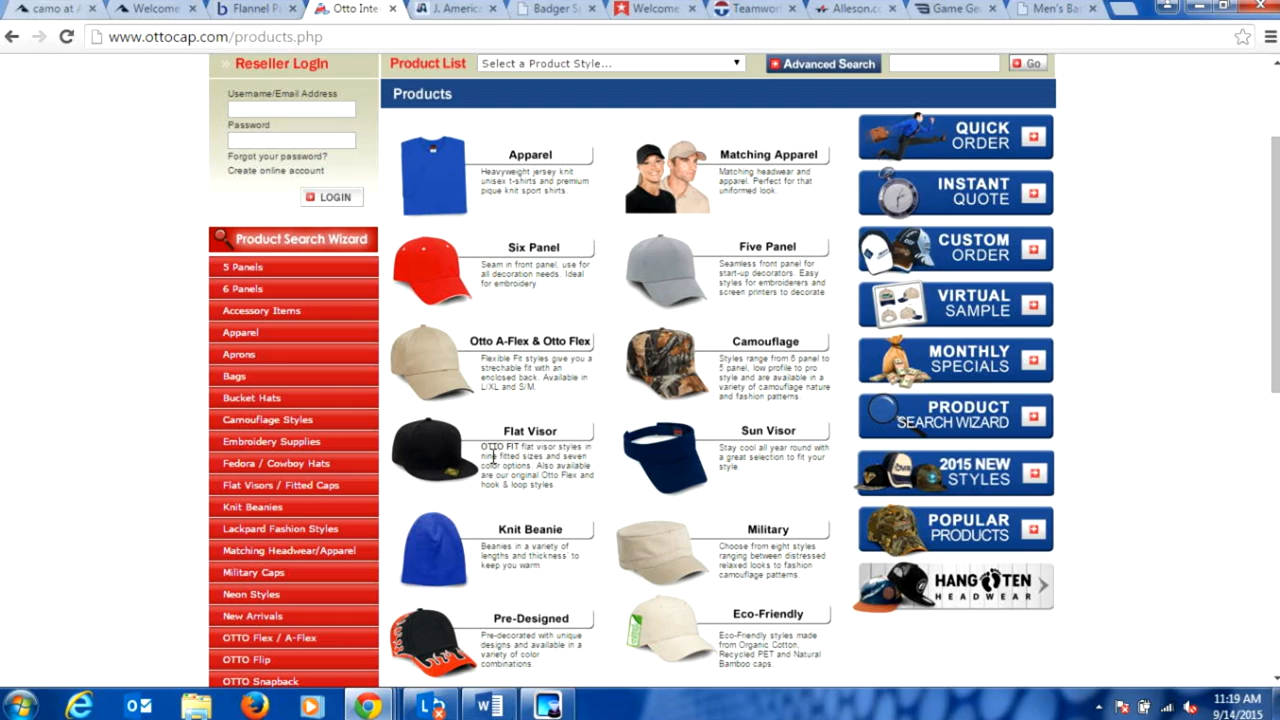 camo at A
Welcome
Flannel P
Otto Inte
J. America
Badger S
Welcome
Teamwor
Alleson.co
Game Ge
Men's Ba
www.ottocap.com/products.php
» Reseller LogIn
Product List
Select a Product Style...
Advanced Search
Go
Username/Email Address
Password
Forgot your password?
Create online account
LOGIN
Product Search Wizard
5 Panels
6 Panels
Accessory Items
Apparel
Aprons
Bags
Bucket Hats
Camouflage Styles
Embroidery Supplies
Fedora / Cowboy Hats
Flat Visors / Fitted Caps
Knit Beanies
Lackpard Fashion Styles
Matching Headwear/Apparel
Military Caps
Neon Styles
New Arrivals
OTTO Flex / A-Flex
OTTO Flip
OTTO Snapback
Products
Apparel
Heavyweight jersey knit
unisex t-shirts and premium
pique knit sport shirts.
Matching Apparel
Matching headwear and
apparel. Perfect for that
uniformed look.
Six Panel
Seam in front panel, use for
all decoration needs. Ideal
for embroidery
Five Panel
Seamless front panel for
start-up decorators. Easy
styles for embroiderers and
screen printers to decorate.
Otto A-Flex & Otto Flex
Flexible Fit styles give you a
strechable fit with an
enclosed back. Available in
L/XL and S/M.
Camouflage
Styles range from 6 panel to
5 panel, low profile to pro
style and are available in a
variety of camouflage nature
and fashion patterns.
Flat Visor
OTTO FIT flat visor styles in
nine fitted sizes and seven
color options. Also available
are our original Otto Flex and
hook & loop styles
Sun Visor
Stay cool all year round with
a great selection to fit your
style
Knit Beanie
Beanies in a variety of
lengths and thickness to
keep you warm.
Military
Choose from eight styles
ranging between distressed
relaxed looks to fashion
camouflage patterns.
Pre-Designed
Pre-decorated with unique
designs and available in a
variety of color
combinations.
Eco-Friendly
Eco-Friendly styles made
from Organic Cotton,
Recycled PET and Natural
Bamboo caps.
QUICK
ORDER
INSTANT
QUOTE
CUSTOM
ORDER
VIRTUAL
SAMPLE
MONTHLY
SPECIALS
PRODUCT
SEARCH WIZARD
2015 NEW
STYLES
POPULAR
PRODUCTS
HANG TEN
HEADWEAR
11:19 AM
9/14/2015